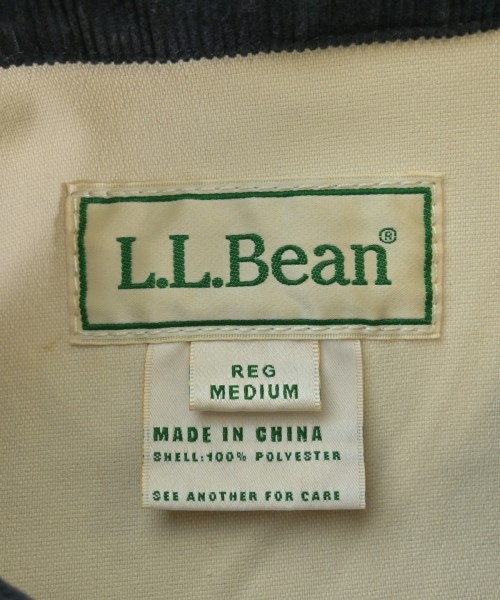 L.L.Bean®
REG
MEDIUM
MADE IN CHINA
SHELL:100% POLYESTER
SEE ANOTHER FOR CARE